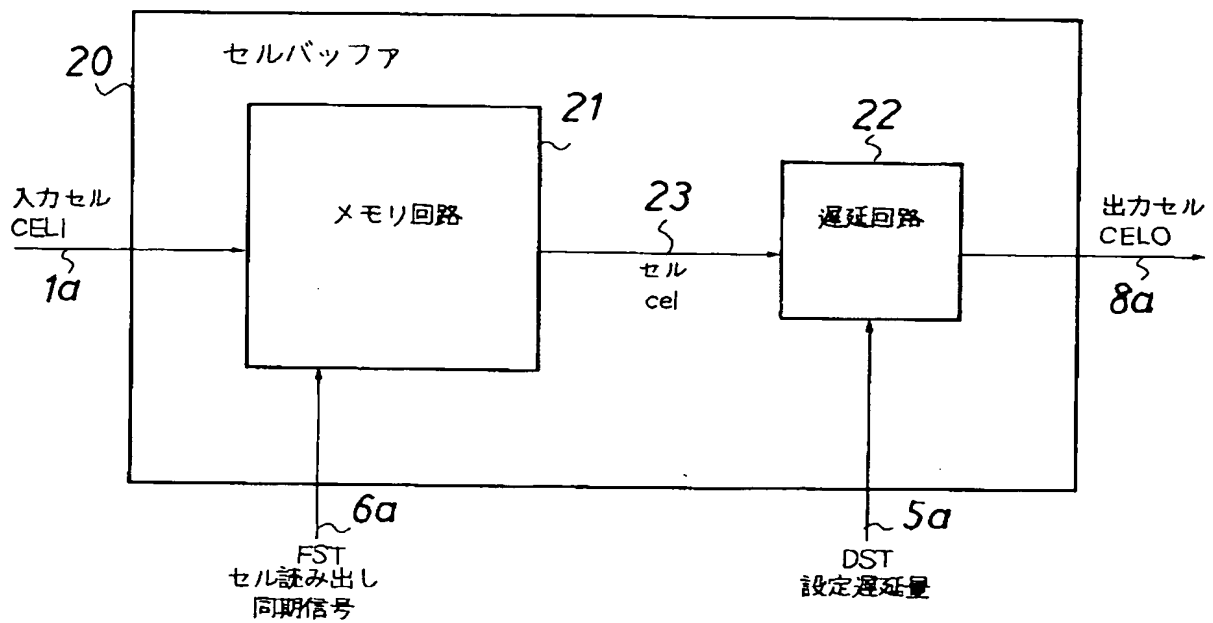 セルバッファ
20
21
22
入力セル
CELI
1a
メモリ回路
23
セル
cel
遅延回路
出力セル
CELO
8a
6a
FST
セル読み出し
同期信号
5a
DST
設定遅延量